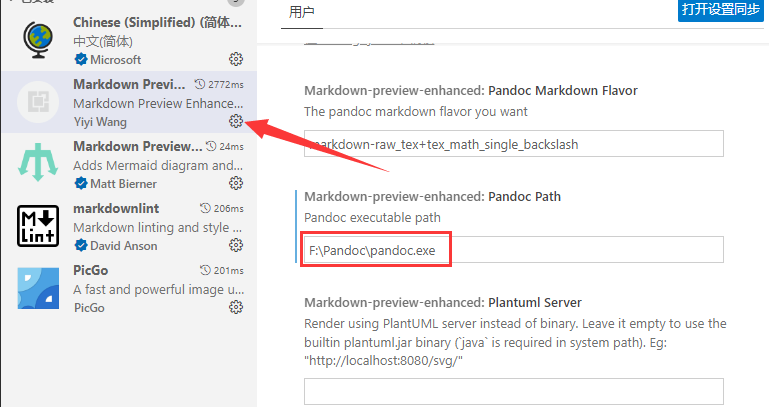 Chinese (Simplified) (简体...
中文(简体)
Microsoft
Markdown Previ...
2772ms
Markdown Preview Enhance...
Yiyi Wang
Markdown Preview...
24ms
Adds Mermaid diagram and...
Matt Bierner
markdownlint
206ms
Markdown linting and style ...
David Anson
PicGo
201ms
A fast and powerful image u...
PicGo
用户
打开设置同步
Markdown-preview-enhanced: Pandoc Markdown Flavor
The pandoc markdown flavor you want
markdown-raw_tex+tex_math_single_backslash
Markdown-preview-enhanced: Pandoc Path
Pandoc executable path
F:\Pandoc\pandoc.exe
Markdown-preview-enhanced: Plantuml Server
Render using PlantUML server instead of binary. Leave it empty to use the
builtin plantuml.jar binary (`java` is required in system path). Eg:
"http://localhost:8080/svg/"